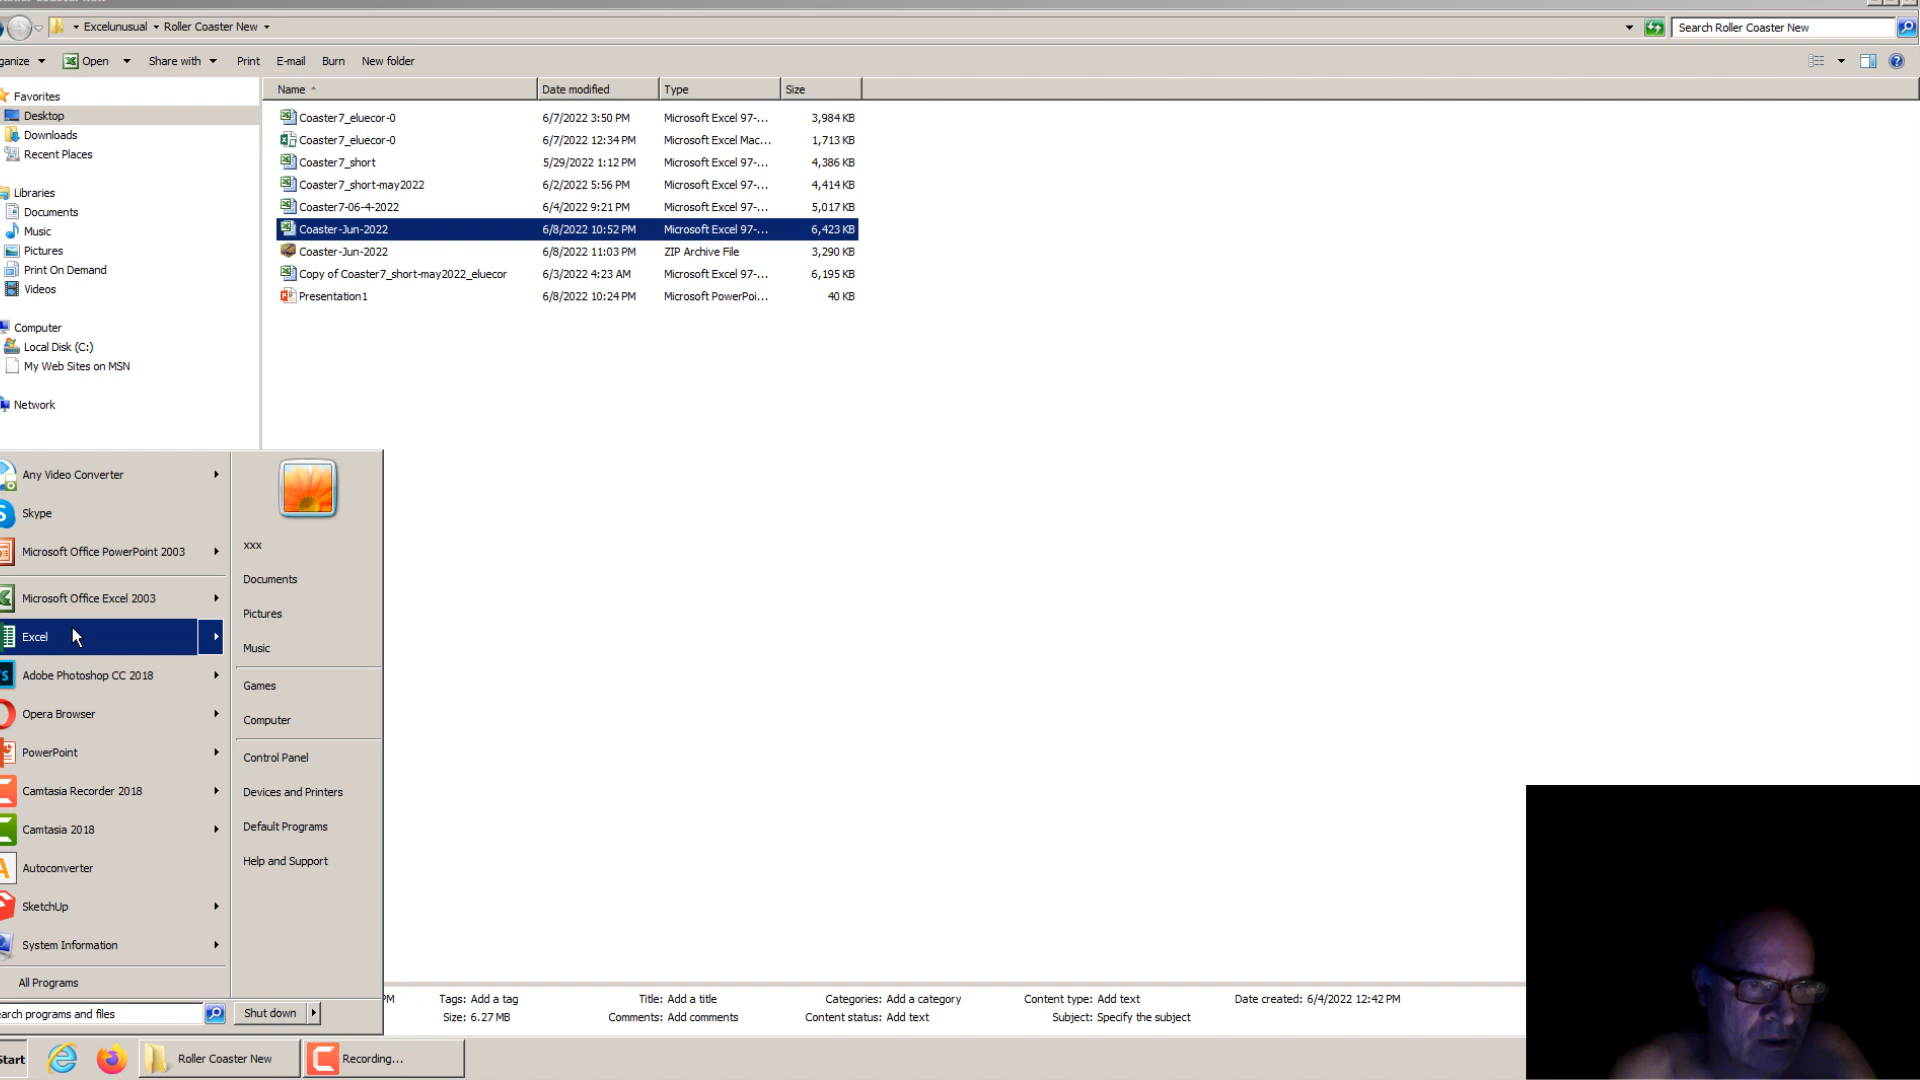 Excelunusual Roller Coaster New
Search Roller Coaster New
ganize Open Share with Print E-mail Burn New folder
Name Date modified Type Size
Favorites
Desktop
Downloads
Recent Places
Libraries
Documents
Music
Pictures
Print On Demand
Videos
Computer
Local Disk (C:)
My Web Sites on MSN
Network
Coaster7_eluecor-0 6/7/2022 3:50 PM Microsoft Excel 97-... 3,984 KB
Coaster7_eluecor-0 6/7/2022 12:34 PM Microsoft Excel Mac... 1,713 KB
Coaster7_short 5/29/2022 1:12 PM Microsoft Excel 97-... 4,386 KB
Coaster7_short-may2022 6/2/2022 5:56 PM Microsoft Excel 97-... 4,414 KB
Coaster7-06-4-2022 6/4/2022 9:21 PM Microsoft Excel 97-... 5,017 KB
Coaster-Jun-2022 6/8/2022 10:52 PM Microsoft Excel 97-... 6,423 KB
Coaster-Jun-2022 6/8/2022 11:03 PM ZIP Archive File 3,290 KB
Copy of Coaster7_short-may2022_eluecor 6/3/2022 4:23 AM Microsoft Excel 97-... 6,195 KB
Presentation1 6/8/2022 10:24 PM Microsoft PowerPoi... 40 KB
Any Video Converter
Skype
Microsoft Office PowerPoint 2003
Microsoft Office Excel 2003
Excel
Adobe Photoshop CC 2018
Opera Browser
PowerPoint
Camtasia Recorder 2018
Camtasia 2018
Autoconverter
SketchUp
System Information
All Programs
earch programs and files
xxx
Documents
Pictures
Music
Games
Computer
Control Panel
Devices and Printers
Default Programs
Help and Support
Shut down
PM Tags: Add a tag Title: Add a title Categories: Add a category Content type: Add text Date created: 6/4/2022 12:42 PM
Size: 6.27 MB Comments: Add comments Content status: Add text Subject: Specify the subject
Start Roller Coaster New Recording...